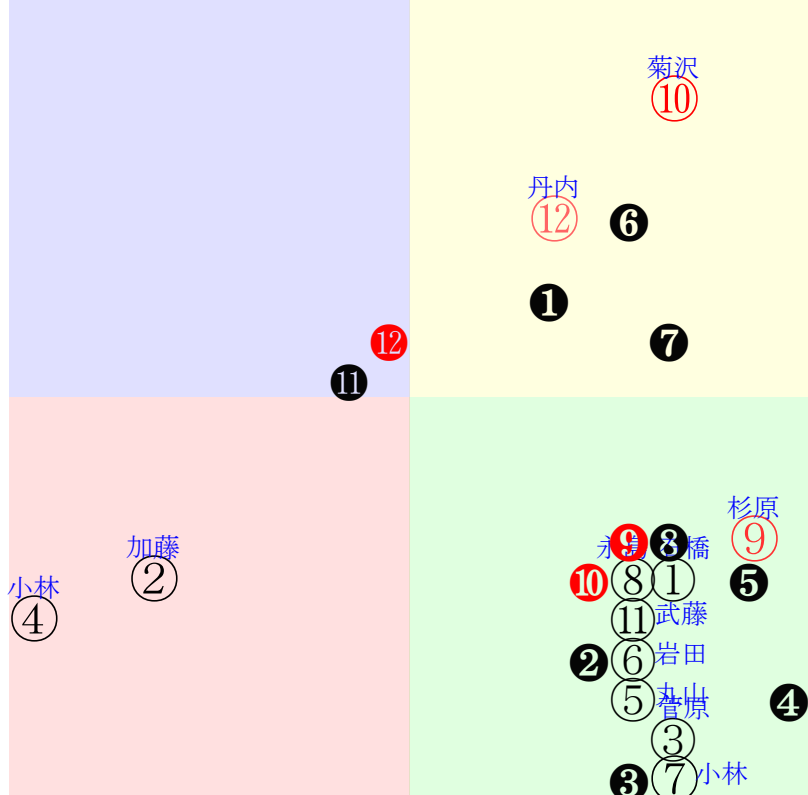 菊沢
⑩
丹内
⑫
❻
❶
❼
⓬
⓫
杉原
⑨
加藤
②
小林
④
❾
❽
橋
❿
⑧
①
❺
⑪
武藤
❷
⑥
岩田
⑤
丸山
❹
菅原
③
❸
⑦
小林